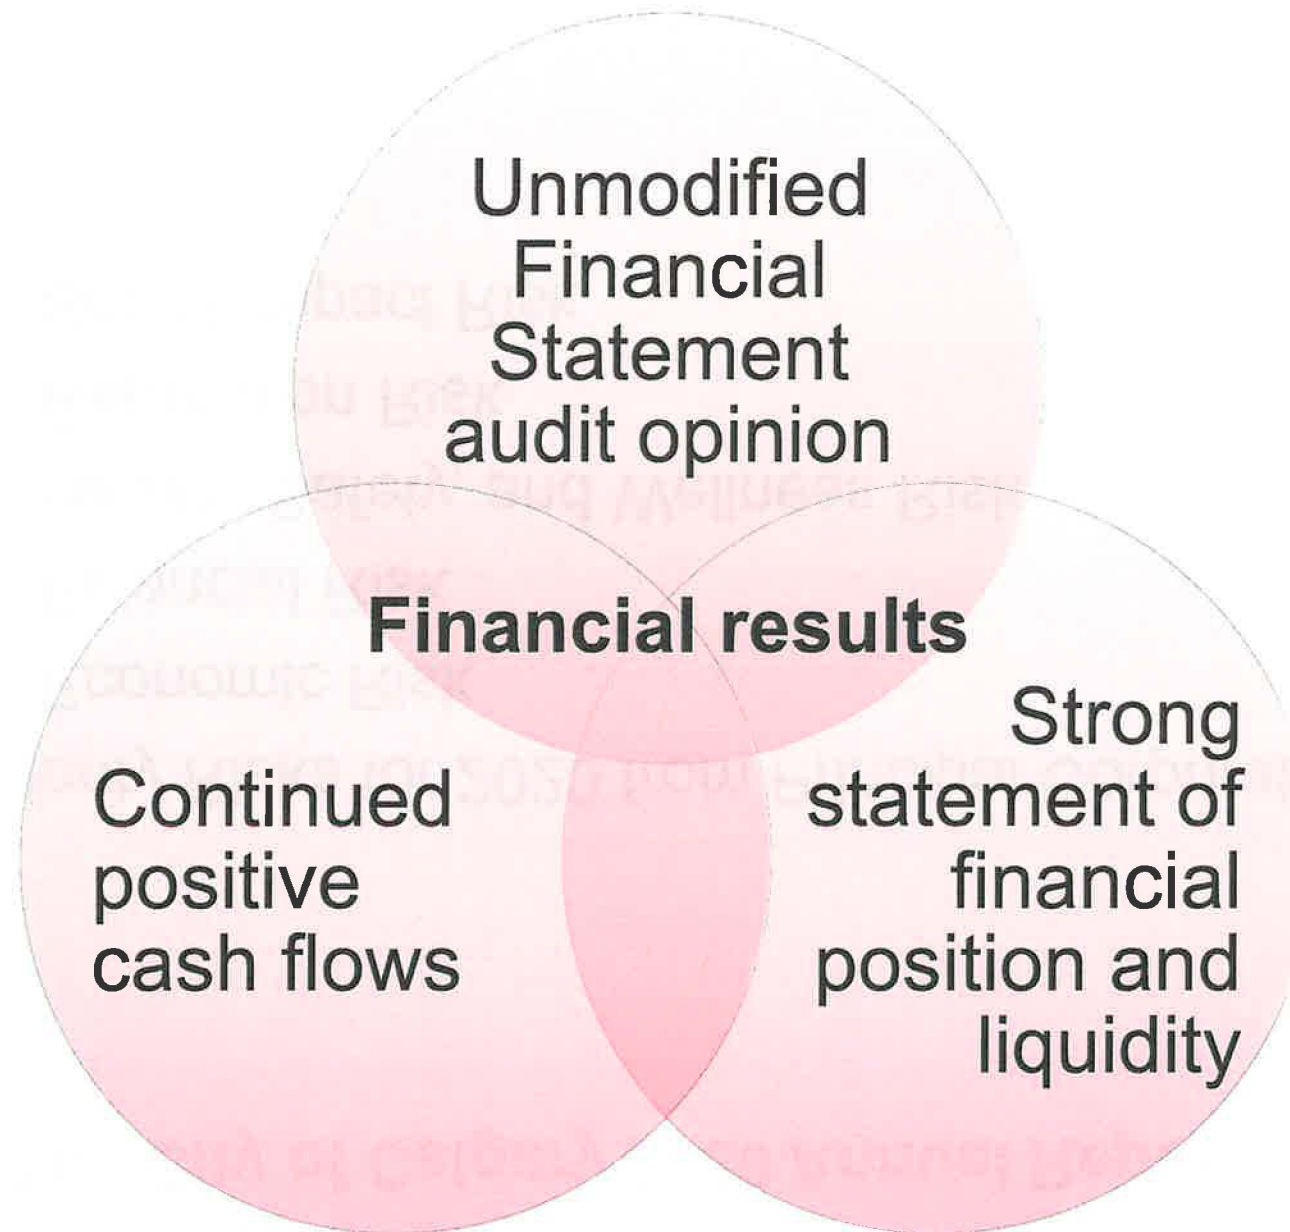 Unmodified
Financial
Statement
audit opinion
Financial results
Continued
positive
cash flows
Strong
statement of
financial
position and
liquidity